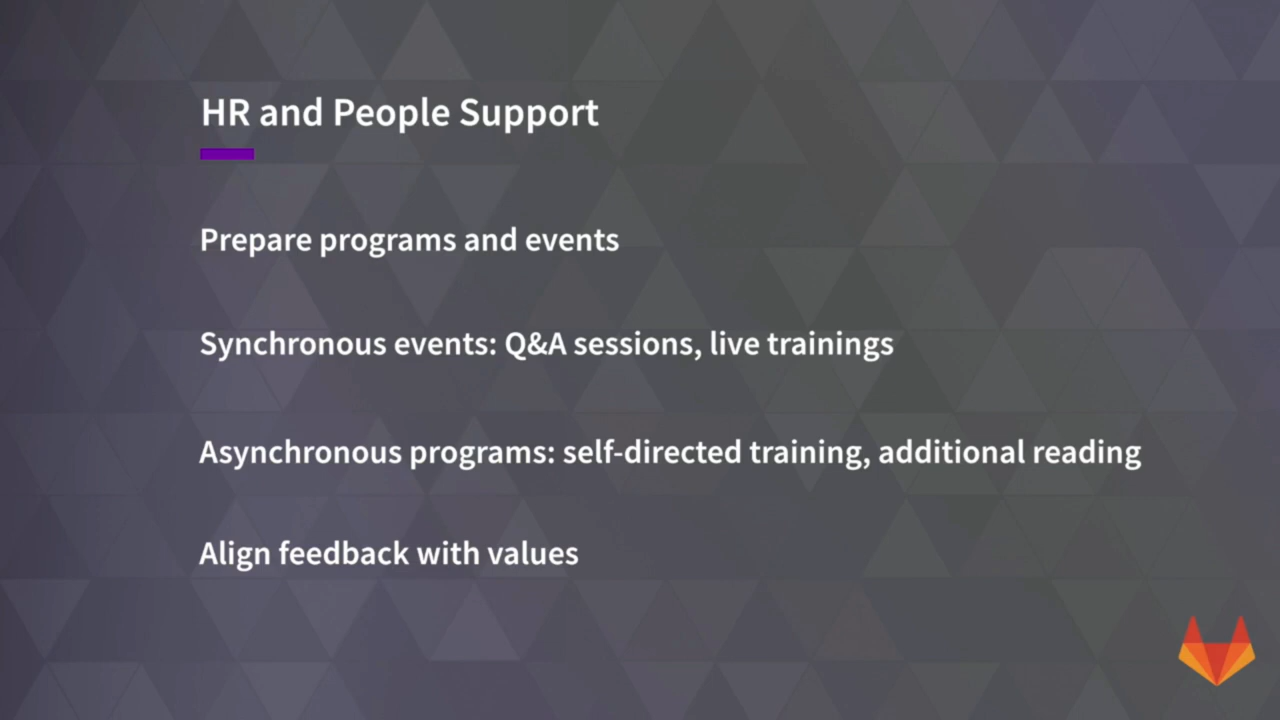 HR and People Support
Prepare programs and events
Synchronous events: Q&A sessions, live trainings
Asynchronous programs: self-directed training, additional reading
Align feedback with values